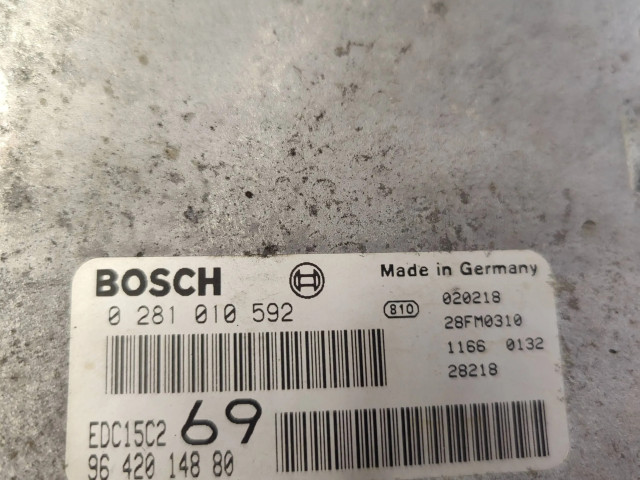 BOSCH
Made in Germany
0 281 010 592
810
020218
28FM0310
1166 0132
28218
EDC15C2 69
96 420 148 80